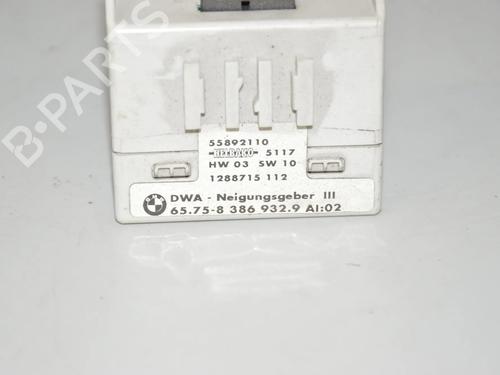 55892110
5117
HW 03 SW 10
1288715 112
DWA - Neigungsgeber III
65.75-8 386 932.9 AI:02
B-PARTS